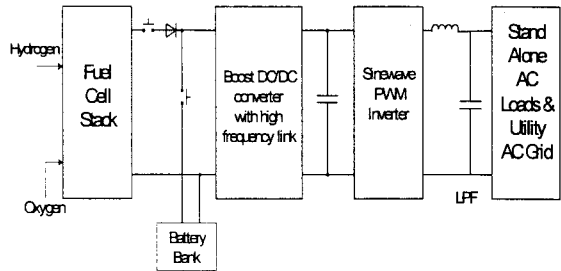 Hydrogen
Oxygen
Fuel
Cell
Stack
Battery
Bank
Boost DC/DC
converter
with high
frequency link
Sinewave
PWM
Inverter
LPF
Stand
Alone
AC
Loads &
Utility
AC Grid